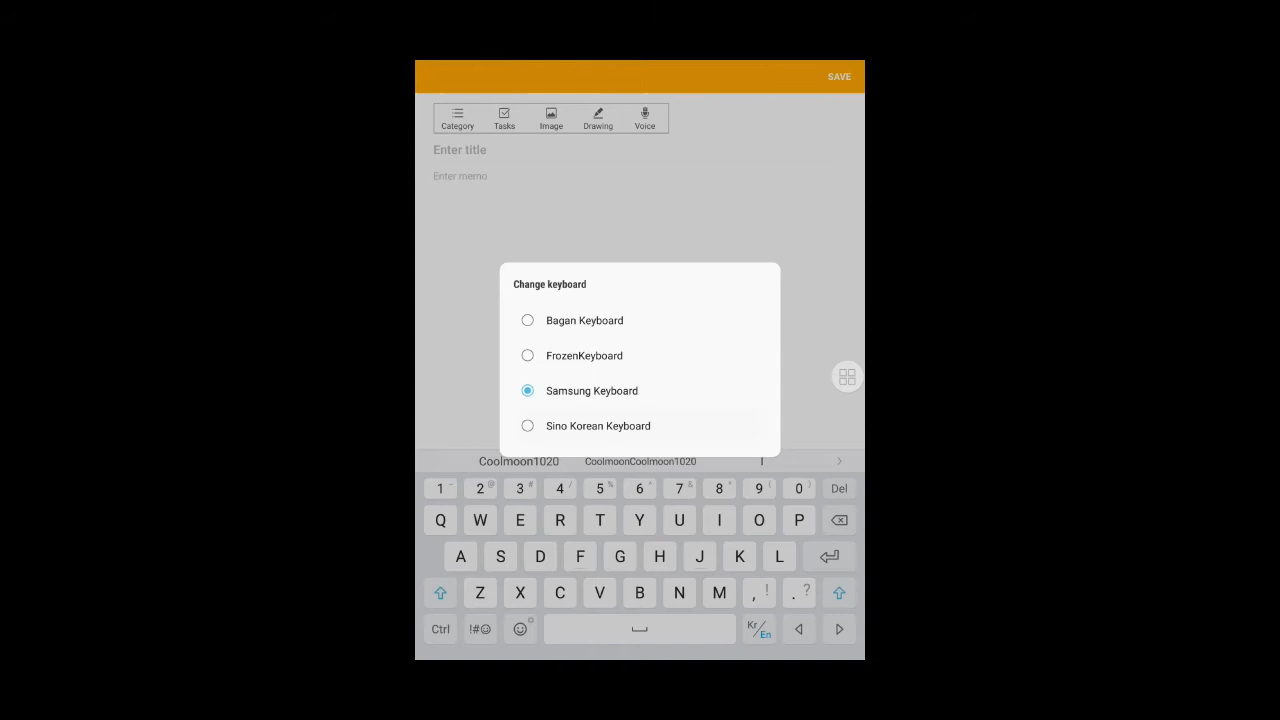 SAVE
Category Tasks Image Drawing Voice
Enter title
Enter memo
Change keyboard
Bagan Keyboard
FrozenKeyboard
Samsung Keyboard
Sino Korean Keyboard
Coolmoon1020 CoolmoonCoolmoon1020 I
1 - 2 @ 3 # 4 / 5 % 6 ^ 7 & 8 * 9 ( 0 ) Del
Q W E R T Y U I O P
A S D F G H J K L
Z X C V B N M , ! . ?
Ctrl !#☺ Kr/En